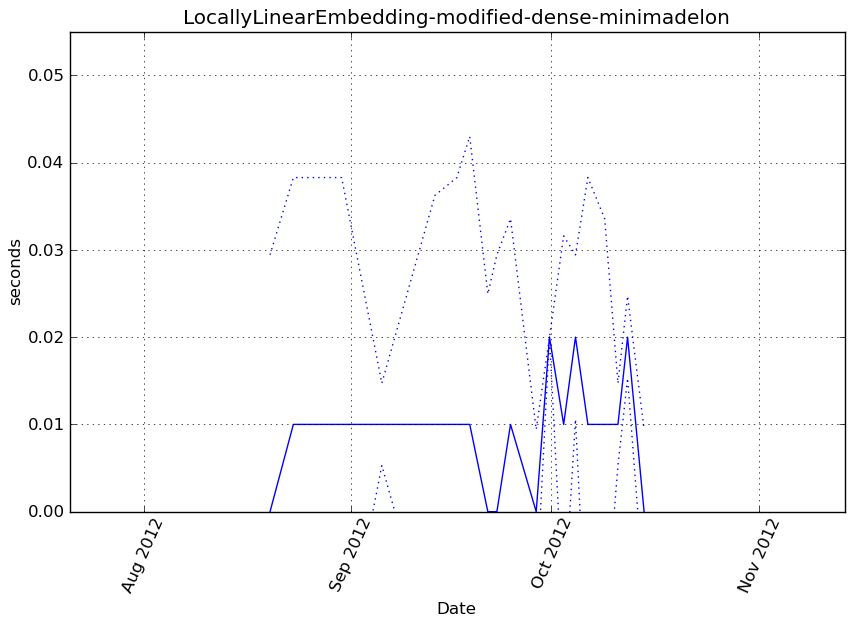 LocallyLinearEmbedding-modified-dense-minimadelon
0.05
0.04
0.03
0.02
0.01
0.00
seconds
Aug 2012
Sep 2012
Oct 2012
Nov 2012
Date